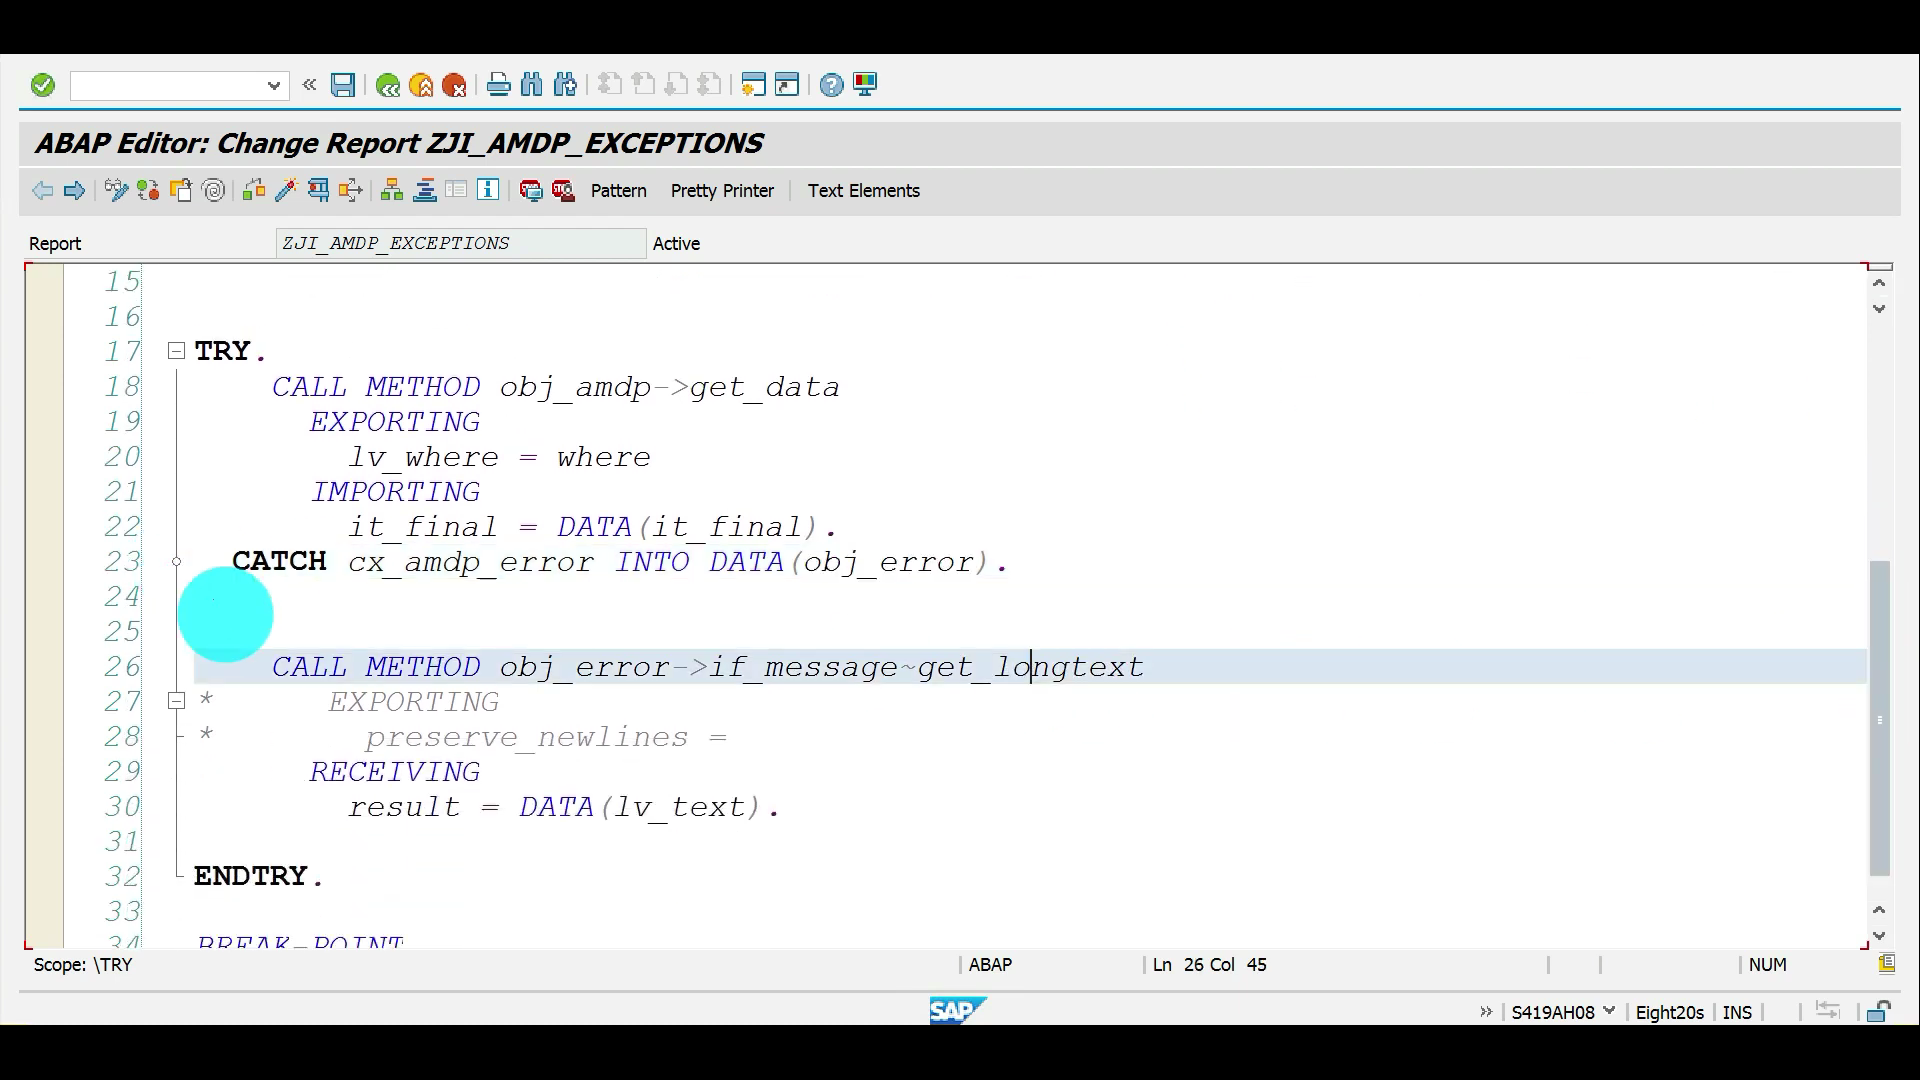 ABAP Editor: Change Report ZJI_AMDP_EXCEPTIONS
Pattern Pretty Printer Text Elements
Report ZJI_AMDP_EXCEPTIONS Active
15
16
17 TRY.
18 CALL METHOD obj_amdp->get_data
19 EXPORTING
20 lv_where = where
21 IMPORTING
22 it_final = DATA(it_final).
23 CATCH cx_amdp_error INTO DATA(obj_error).
24
25
26 CALL METHOD obj_error->if_message~get_longtext
27 * EXPORTING
28 * preserve_newlines =
29 RECEIVING
30 result = DATA(lv_text).
31
32 ENDTRY.
33
34 BREAK-POINT
Scope: \TRY ABAP Ln 26 Col 45 NUM
SAP S419AH08 Eight20s INS